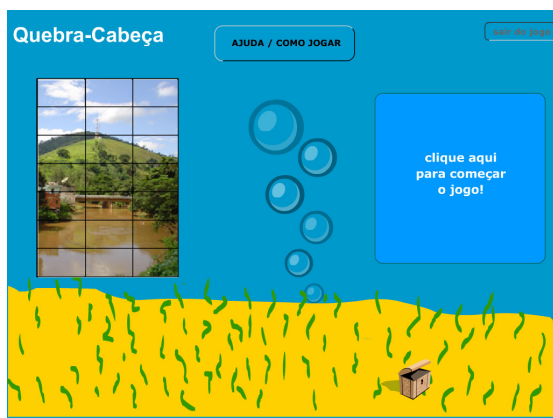 Quebra-Cabeça
AJUDA / COMO JOGAR
sair do jogo
clique aqui
para começar
o jogo!